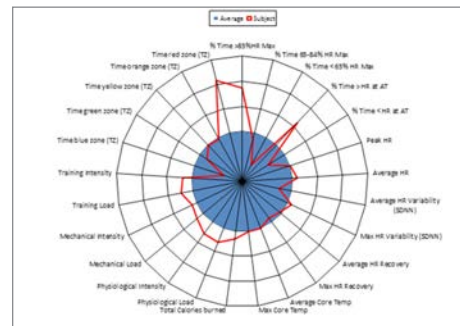 Average Subject
% Time >85%HR Max
% Time 65-84% HR Max
% Time <65% HR Max
% Time > HR at AT
% Time < HR at AT
Peak HR
Average HR
Average HR Variability
(SDNN)
Max HR Variability (SDNN)
Average HR Recovery
Max HR Recovery
Average Core Temp
Max Core Temp
Total Calories burned
Physiological Load
Physiological Intensity
Mechanical Load
Mechanical Intensity
Training Load
Training Intensity
Time blue zone (TZ)
Time green zone (TZ)
Time yellow zone (TZ)
Time orange zone (TZ)
Time red zone (TZ)